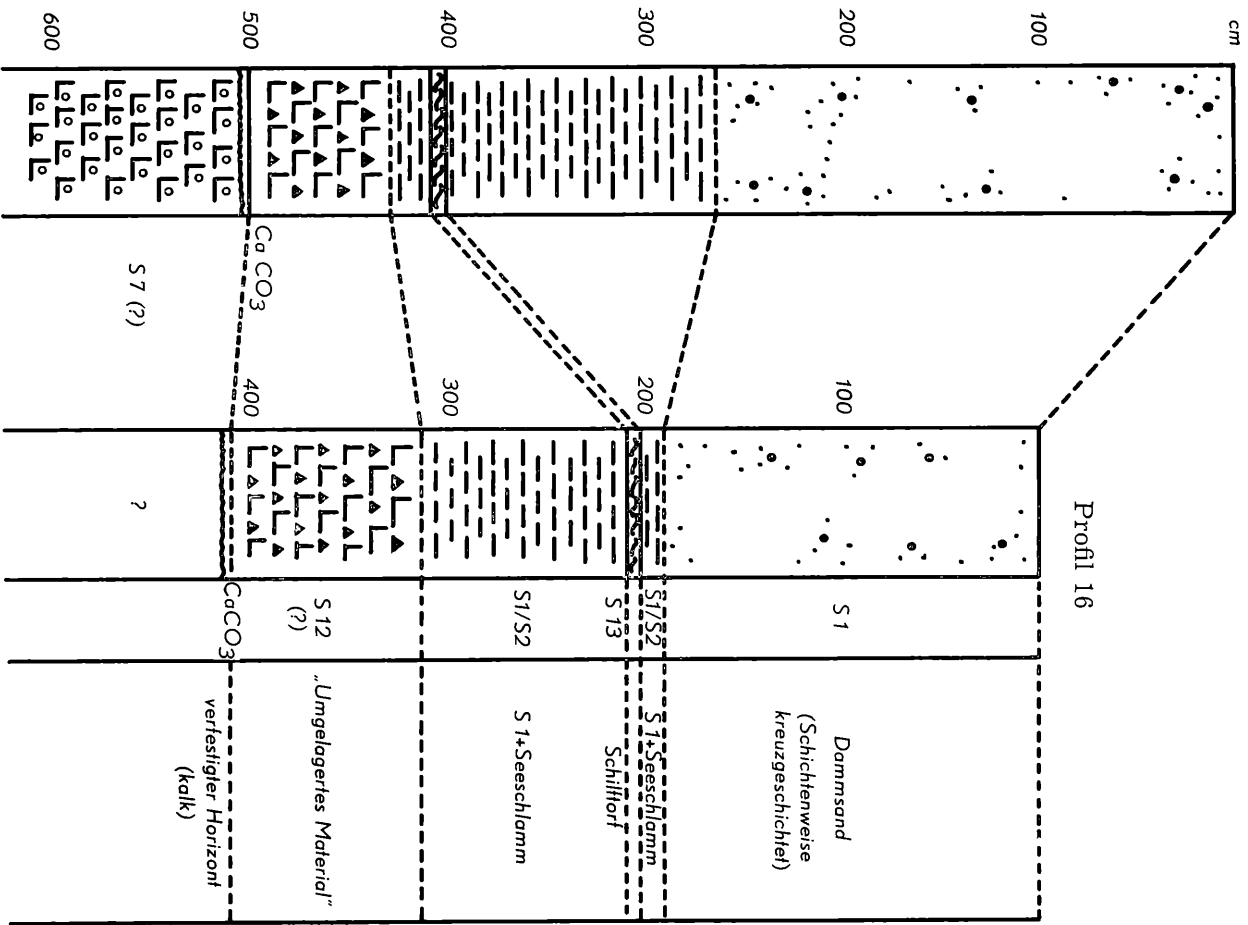 Profil 16
cm
100
200
300
400
500
600
Ca CO3
S 7 (?)
100
200
300
400
?
S 1
S1/S2
S 13
S1/S2
S 12
(?)
CaCO3
Dammsand
(Schichtenweise
kreuzgeschichtet)
S 1+Seeschlamm
Schilftorf
S 1+Seeschlamm
„Umgelagertes Material”
verfestigter Horizont
(kalk)